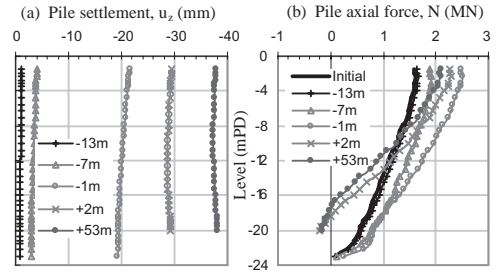 (a) Pile settlement, uz (mm)
0 -10 -20 -30 -40
-13m
-7m
-1m
+2m
+53m
(b) Pile axial force, N (MN)
-1 0 1 2 3
Level (mPD)
0
-4
-8
-12
-16
-20
-24
Initial
-13m
-7m
-1m
+2m
+53m